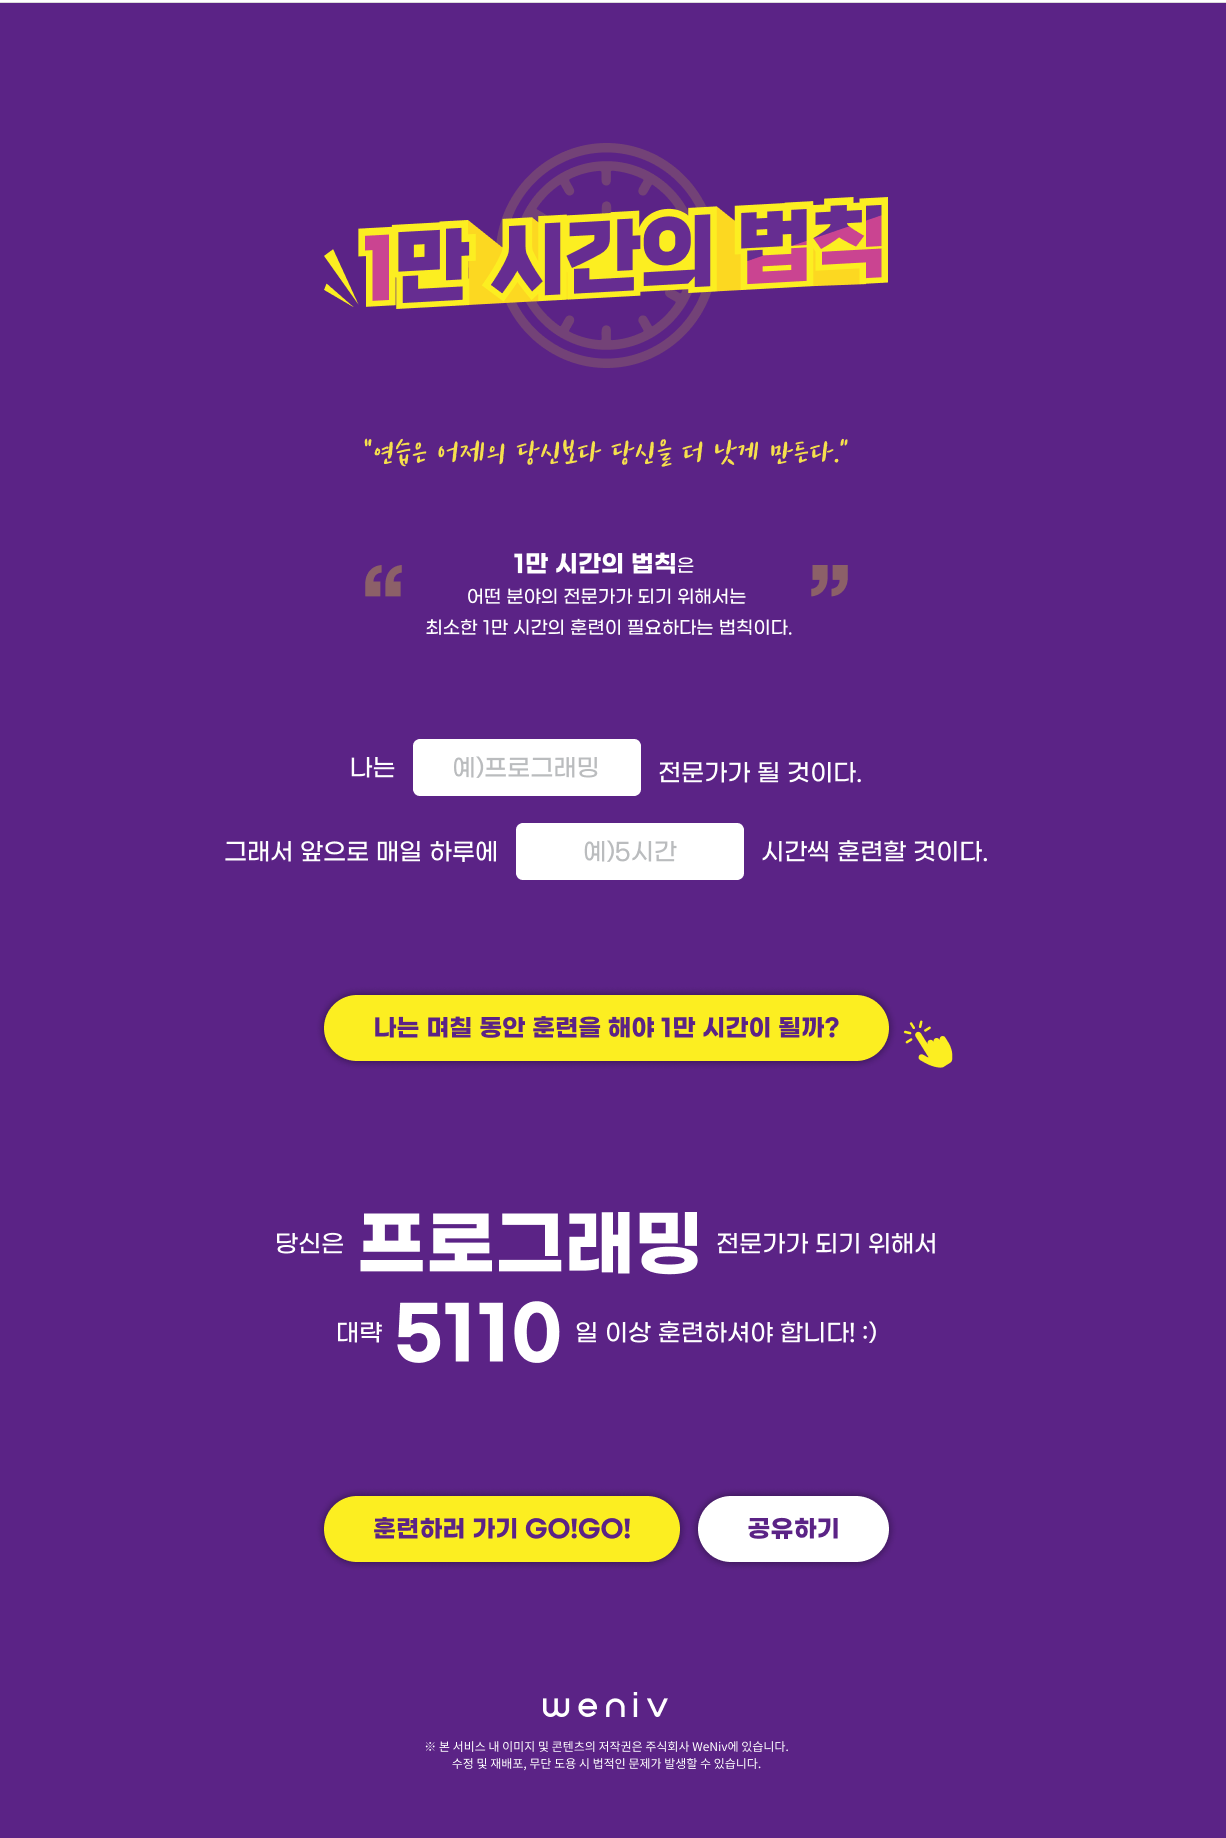 1만 시간의 법칙
"연습은 어제의 당신보다 당신을 더 낫게 만든다."
“ 1만 시간의 법칙은 ”
어떤 분야의 전문가가 되기 위해서는
최소한 1만 시간의 훈련이 필요하다는 법칙이다.
나는 예)프로그래밍 전문가가 될 것이다.
그래서 앞으로 매일 하루에 예)5시간 시간씩 훈련할 것이다.
나는 며칠 동안 훈련을 해야 1만 시간이 될까?
당신은 프로그래밍 전문가가 되기 위해서
대략 5110 일 이상 훈련하셔야 합니다! :)
훈련하러 가기 GO!GO! 공유하기
weniv
※ 본 서비스 내 이미지 및 콘텐츠의 저작권은 주식회사 WeNiv에 있습니다.
수정 및 재배포, 무단 도용 시 법적인 문제가 발생할 수 있습니다.